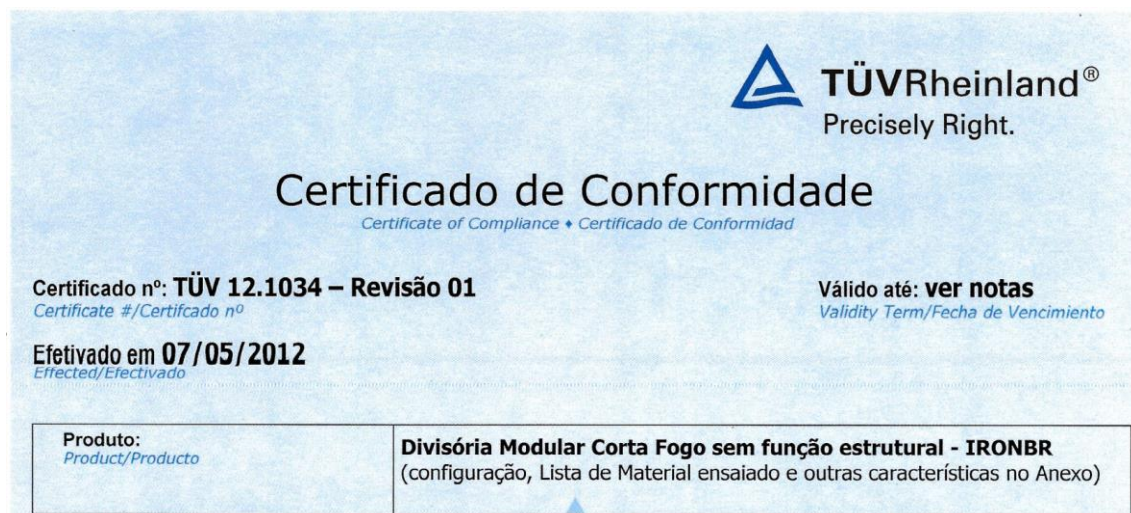 TÜVRheinland®
Precisely Right.
Certificado de Conformidade
Certificate of Compliance ♦ Certificado de Conformidad
Certificado nº: TÜV 12.1034 – Revisão 01
Certificate #/Certifcado nº
Válido até: ver notas
Validity Term/Fecha de Vencimiento
Efetivado em 07/05/2012
Effected/Efectivado
Produto:
Product/Producto
Divisória Modular Corta Fogo sem função estrutural - IRONBR
(configuração, Lista de Material ensaiado e outras características no Anexo)